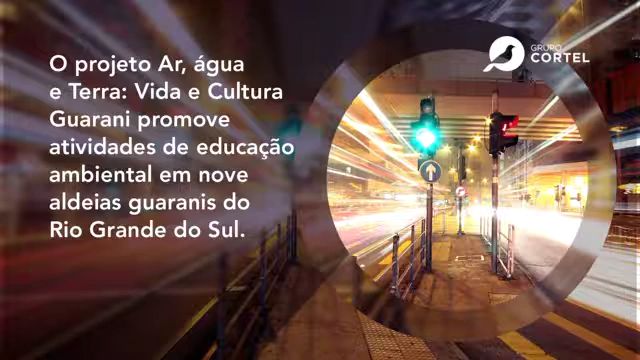 GRUPO
CORTEL
O projeto Ar, água
e Terra: Vida e Cultura
Guarani promove
atividades de educação
ambiental em nove
aldeias guaranis do
Rio Grande do Sul.